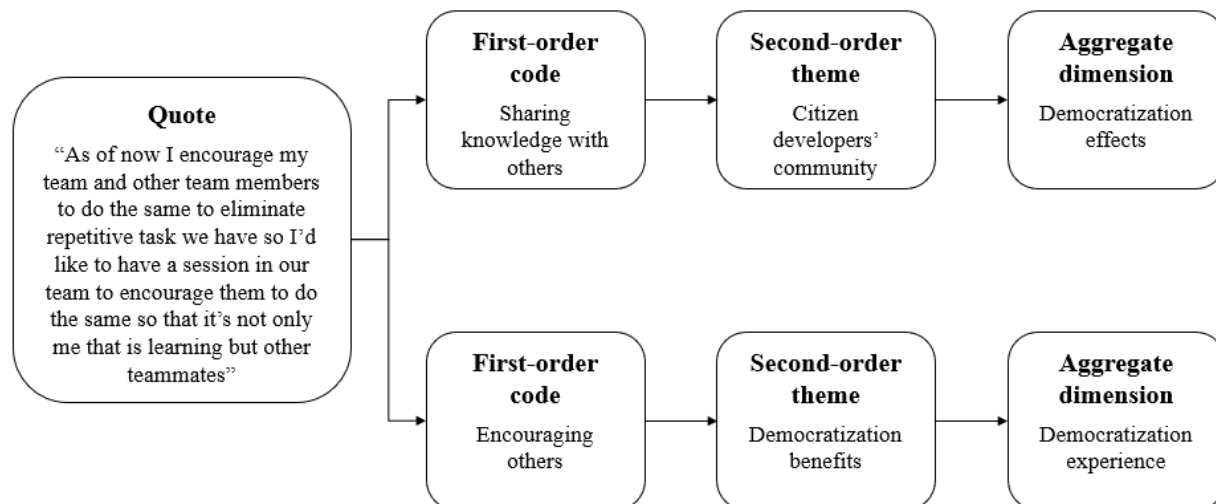 Quote
“As of now I encourage my
team and other team members
to do the same to eliminate
repetitive task we have so I’d
like to have a session in our
team to encourage them to do
the same so that it’s not only
me that is learning but other
teammates”
First-order
code
Sharing
knowledge with
others
Second-order
theme
Citizen
developers’
community
Aggregate
dimension
Democratization
effects
First-order
code
Encouraging
others
Second-order
theme
Democratization
benefits
Aggregate
dimension
Democratization
experience